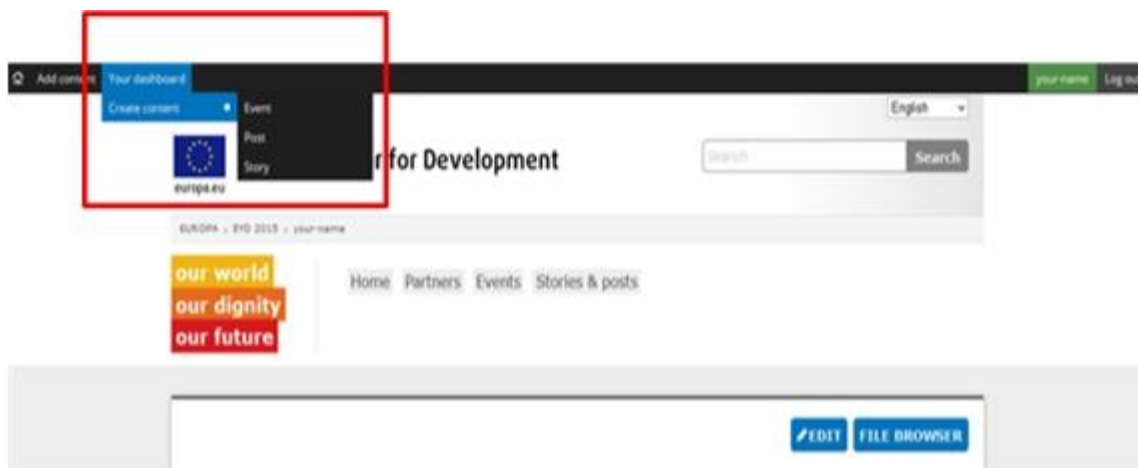 Add content Your dashboard your-name Log out
Create content Event English
Post
Story
r for Development Search Search
europa.eu
EUROPA EYD 2015 your-name
our world
our dignity
our future
Home Partners Events Stories & posts
EDIT FILE BROWSER